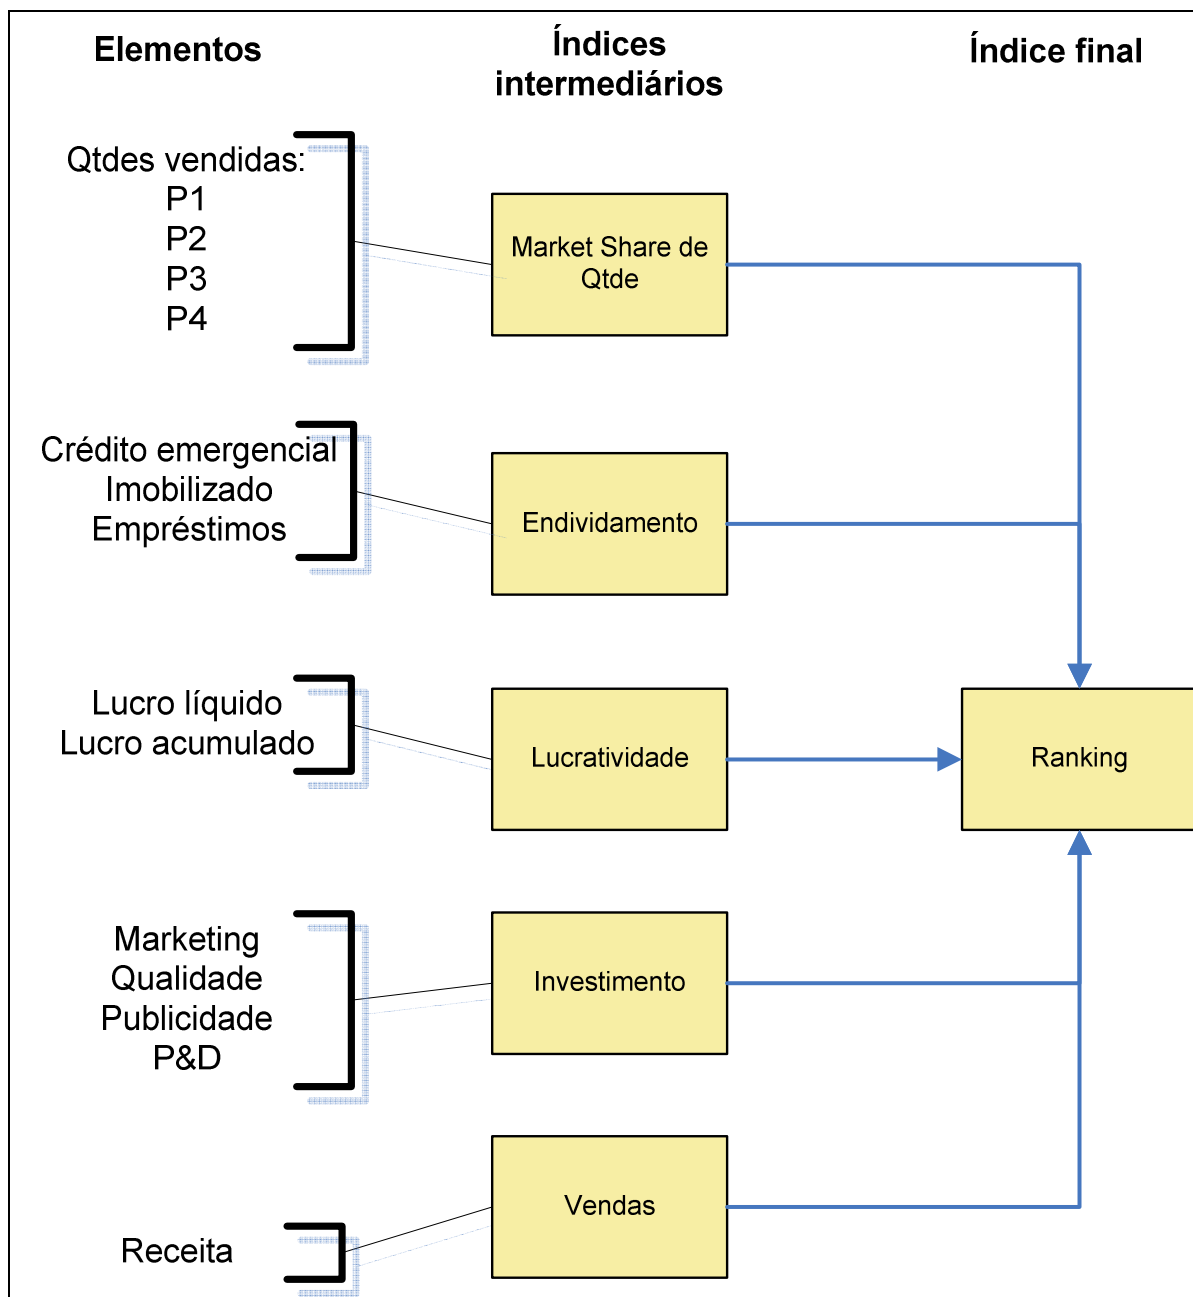 Elementos
Índices
intermediários
Índice final
Qtdes vendidas:
P1
P2
P3
P4
Market Share de
Qtde
Crédito emergencial
Imobilizado
Empréstimos
Endividamento
Lucro líquido
Lucro acumulado
Lucratividade
Ranking
Marketing
Qualidade
Publicidade
P&D
Investimento
Receita
Vendas